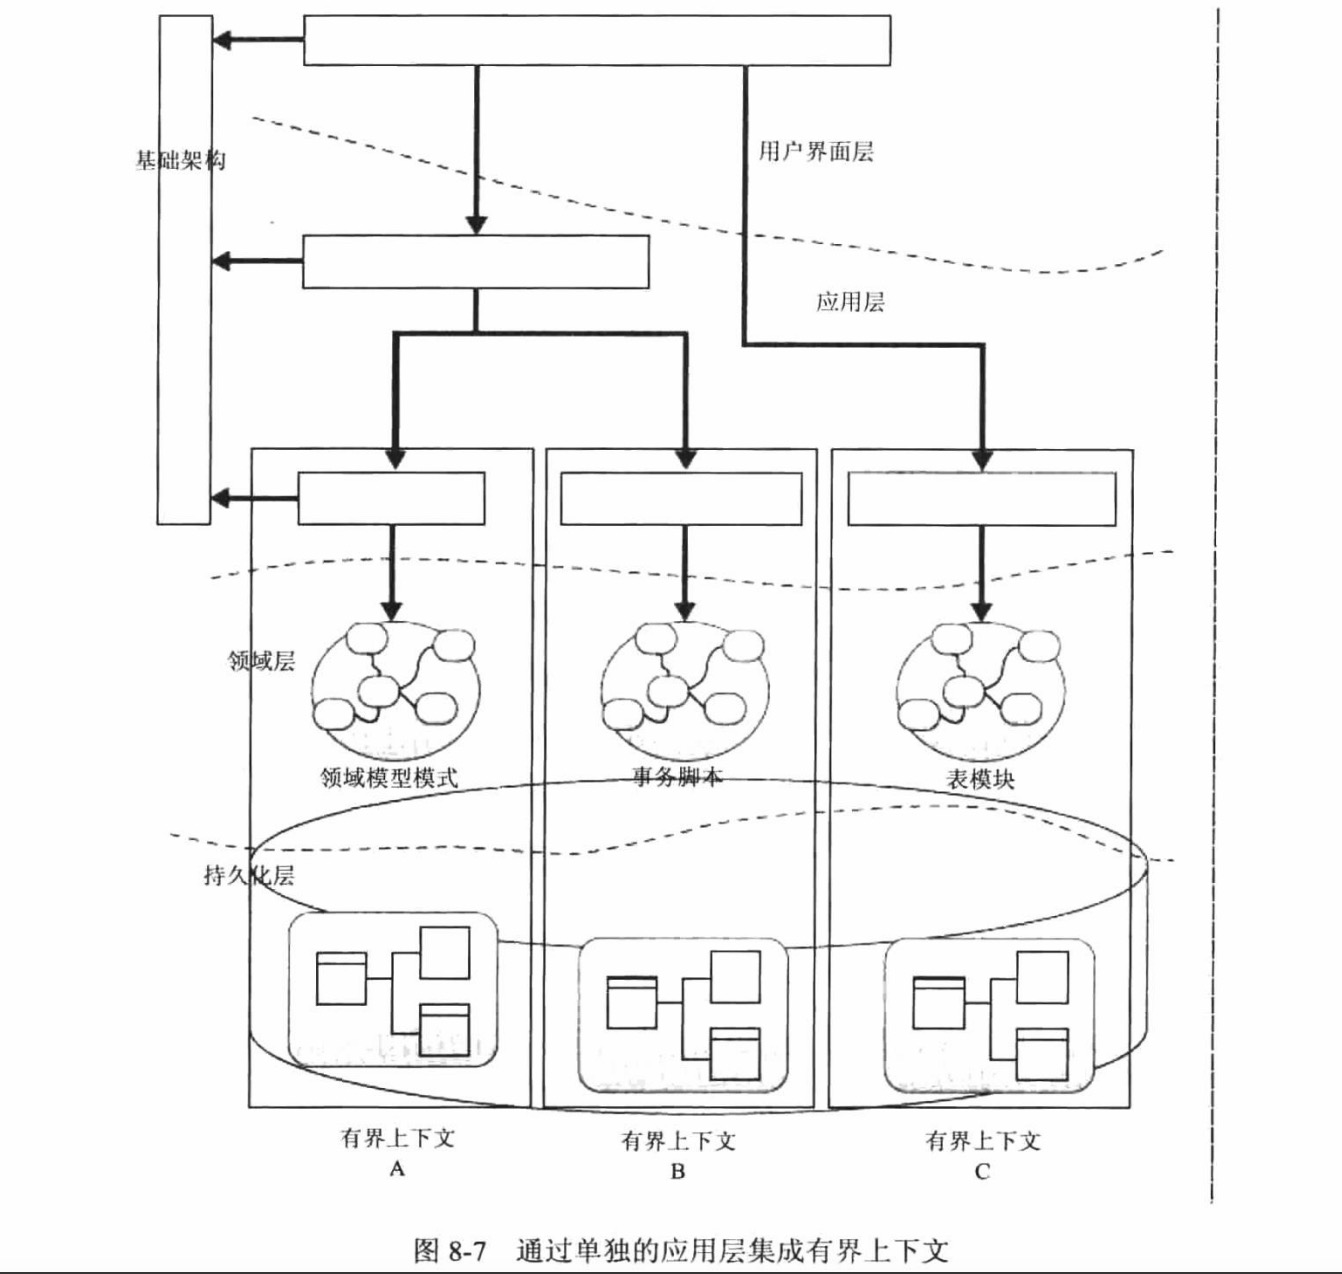 基础架构
用户界面层
应用层
领域层
领域模型模式
事务脚本
表模块
持久化层
有界上下文
A
有界上下文
B
有界上下文
C
图 8-7 通过单独的应用层集成有界上下文